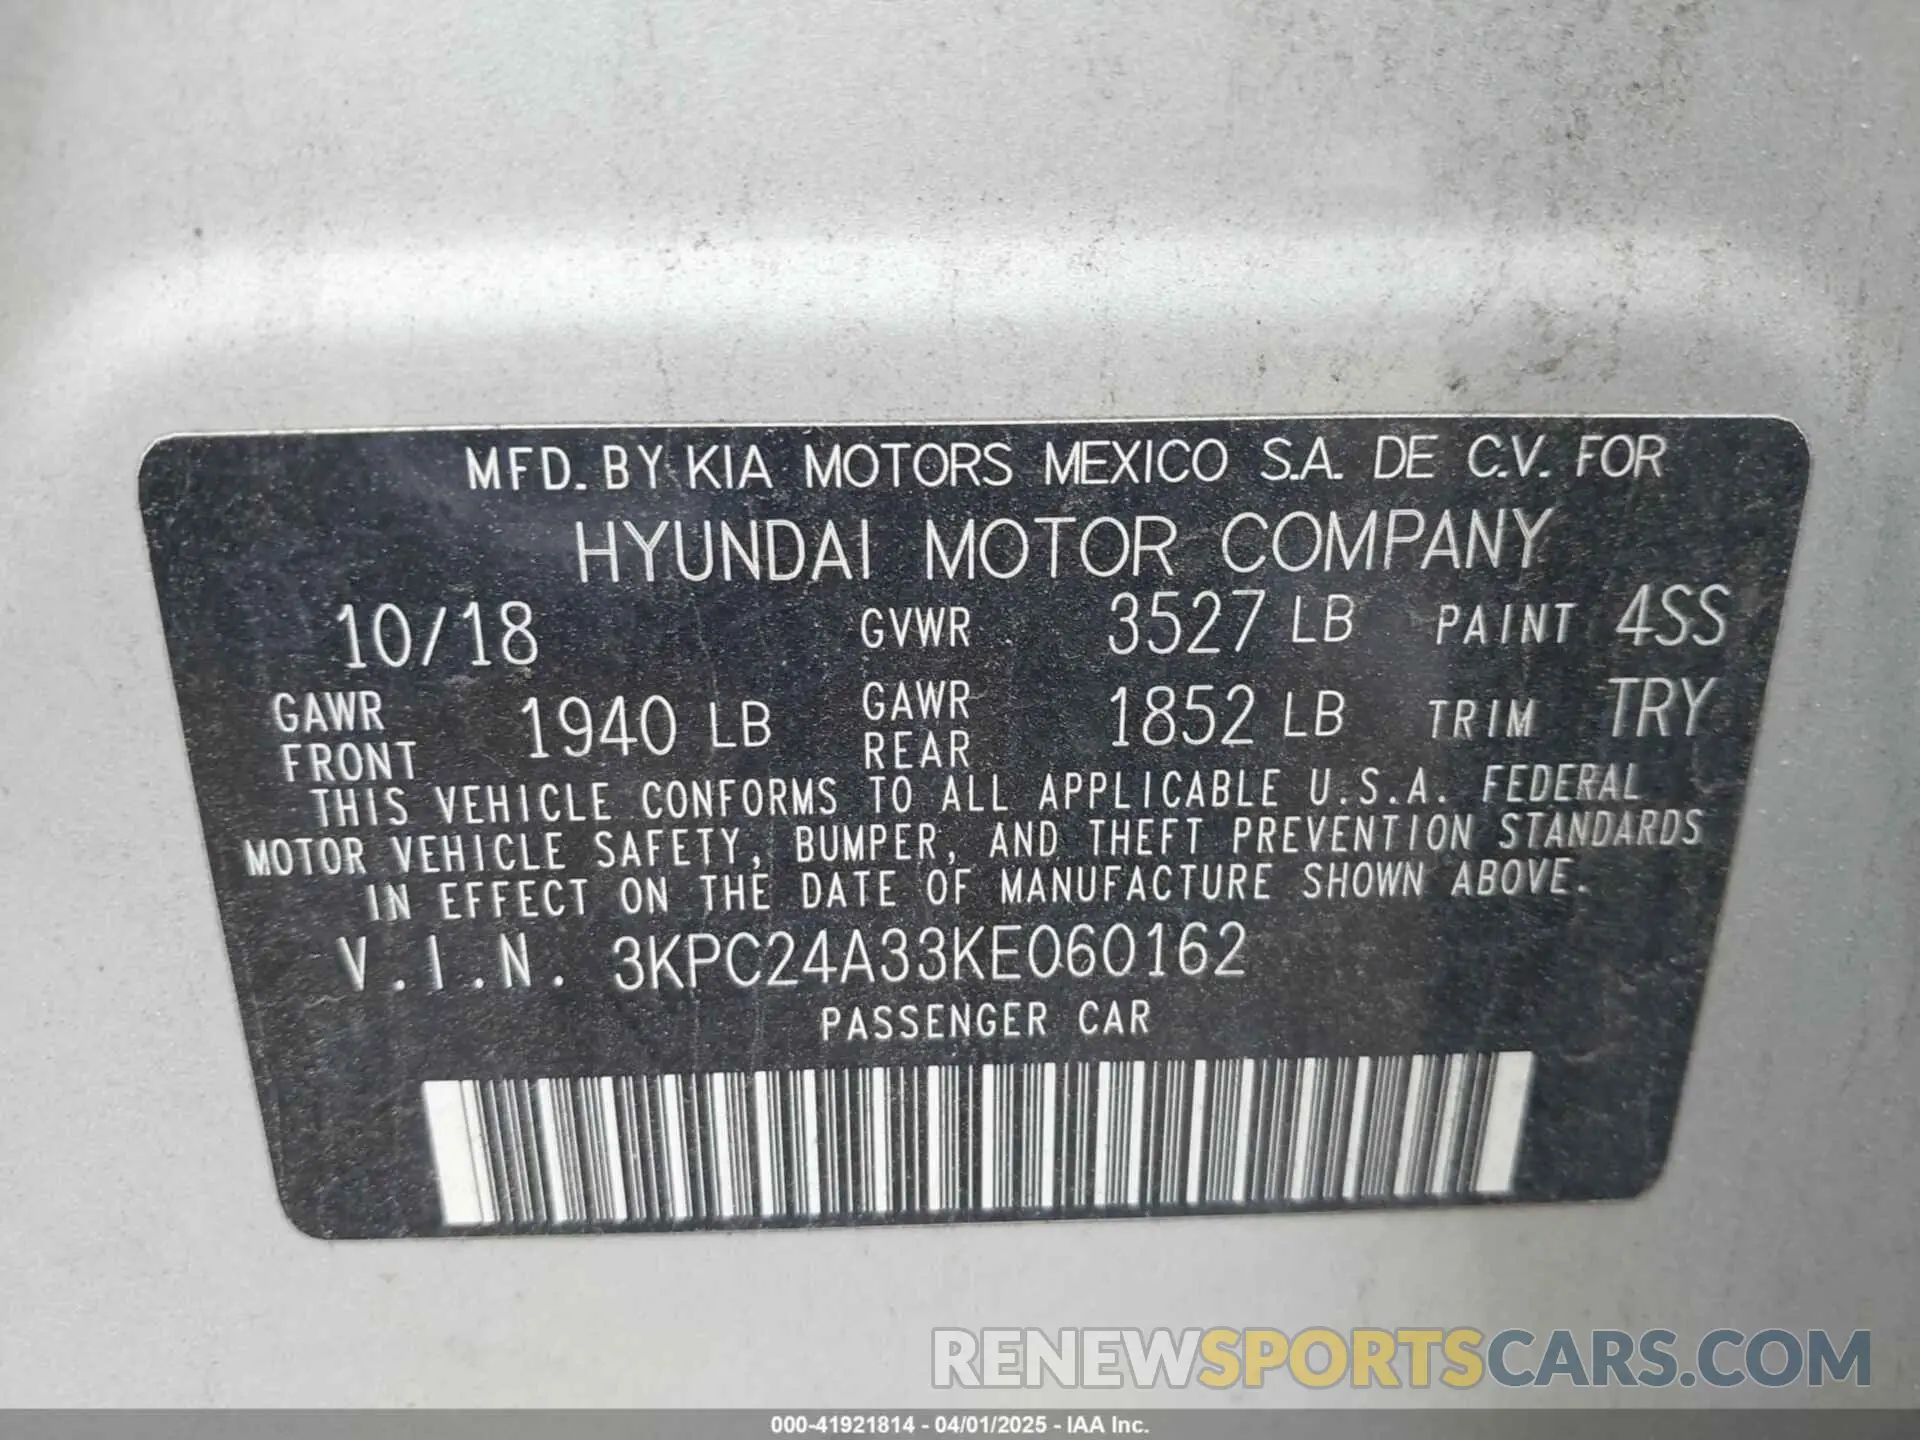 MFD. BY KIA MOTORS MEXICO S.A. DE C.V. FOR
HYUNDAI MOTOR COMPANY
10/18 GVWR 3527 LB PAINT 4SS
GAWR FRONT 1940 LB GAWR REAR 1852 LB TRIM TRY
THIS VEHICLE CONFORMS TO ALL APPLICABLE U.S.A. FEDERAL
MOTOR VEHICLE SAFETY, BUMPER, AND THEFT PREVENTION STANDARDS
IN EFFECT ON THE DATE OF MANUFACTURE SHOWN ABOVE.
V.I.N. 3KPC24A33KE060162
PASSENGER CAR
RENEWSPORTSCARS.COM
000-41921814 - 04/01/2025 - IAA Inc.